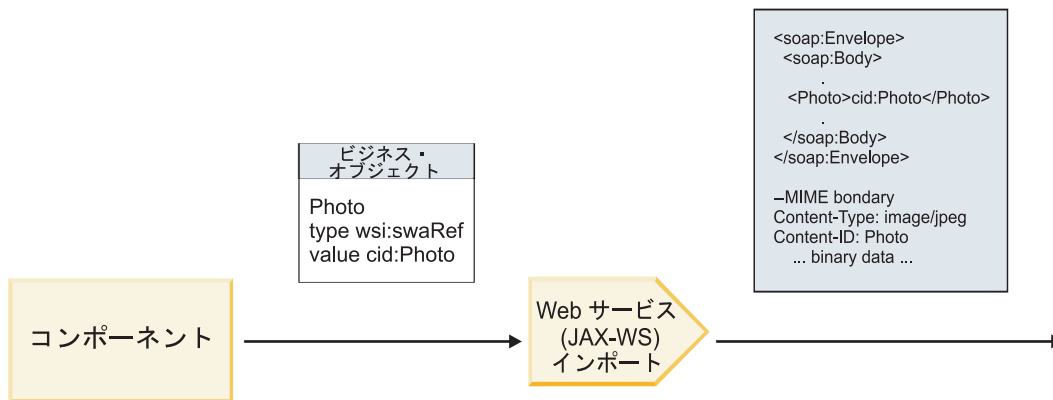 コンポーネント
ビジネス・
オブジェクト
Photo
type wsi:swaRef
value cid:Photo
Web サービス
(JAX-WS)
インポート
<soap:Envelope>
<soap:Body>
.
<Photo>cid:Photo</Photo>
.
</soap:Body>
</soap:Envelope>
–MIME bondary
Content-Type: image/jpeg
Content-ID: Photo
... binary data ...